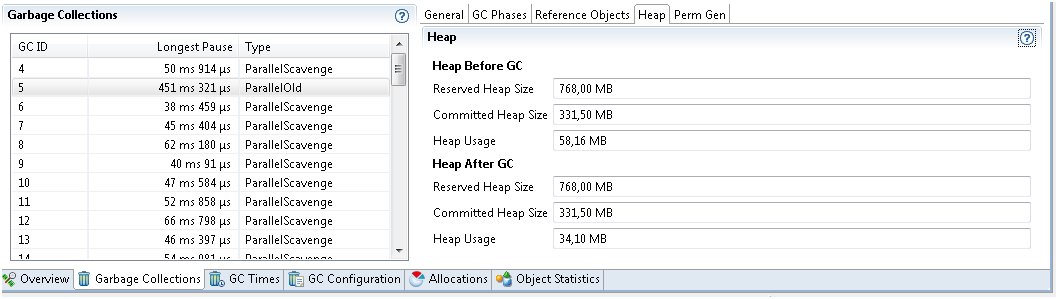 Garbage Collections
GC ID Longest Pause Type
4 50 ms 914 µs ParallelScavenge
5 451 ms 321 µs ParallelOld
6 38 ms 459 µs ParallelScavenge
7 45 ms 404 µs ParallelScavenge
8 62 ms 180 µs ParallelScavenge
9 40 ms 91 µs ParallelScavenge
10 47 ms 584 µs ParallelScavenge
11 52 ms 858 µs ParallelScavenge
12 66 ms 798 µs ParallelScavenge
13 46 ms 397 µs ParallelScavenge
14 54 ms 981 µs ParallelScavenge
General GC Phases Reference Objects Heap Perm Gen
Heap
Heap Before GC
Reserved Heap Size 768,00 MB
Committed Heap Size 331,50 MB
Heap Usage 58,16 MB
Heap After GC
Reserved Heap Size 768,00 MB
Committed Heap Size 331,50 MB
Heap Usage 34,10 MB
Overview Garbage Collections GC Times GC Configuration Allocations Object Statistics